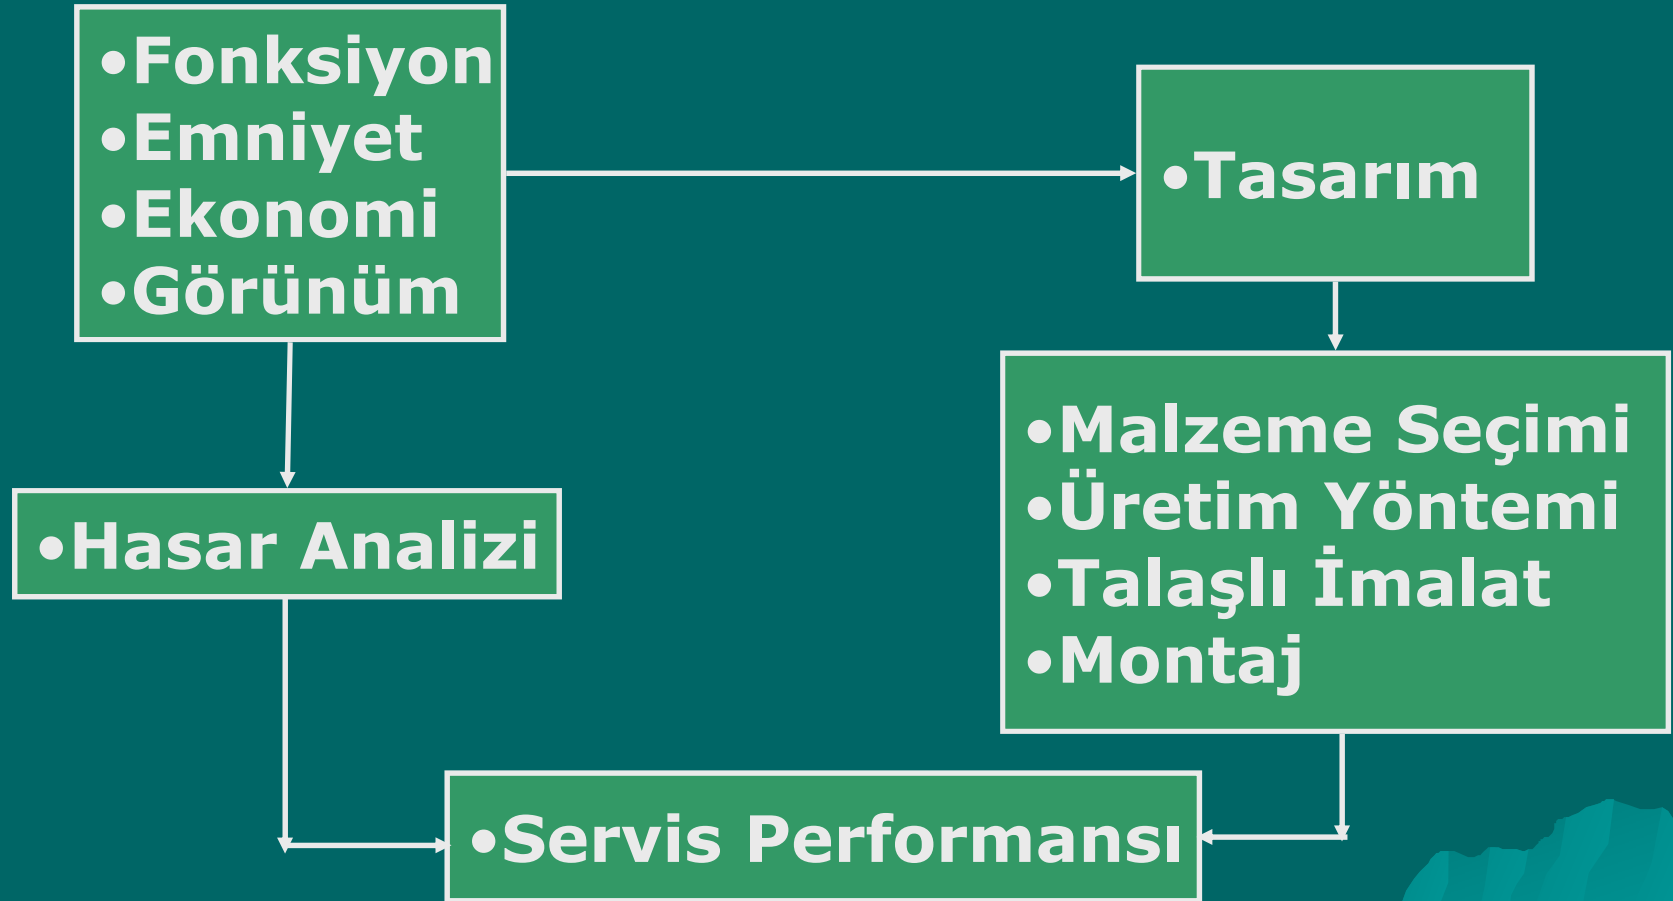 •Fonksiyon
•Emniyet
•Ekonomi
•Görünüm
•Tasarım
•Hasar Analizi
•Malzeme Seçimi
•Üretim Yöntemi
•Talaşlı İmalat
•Montaj
•Servis Performansı